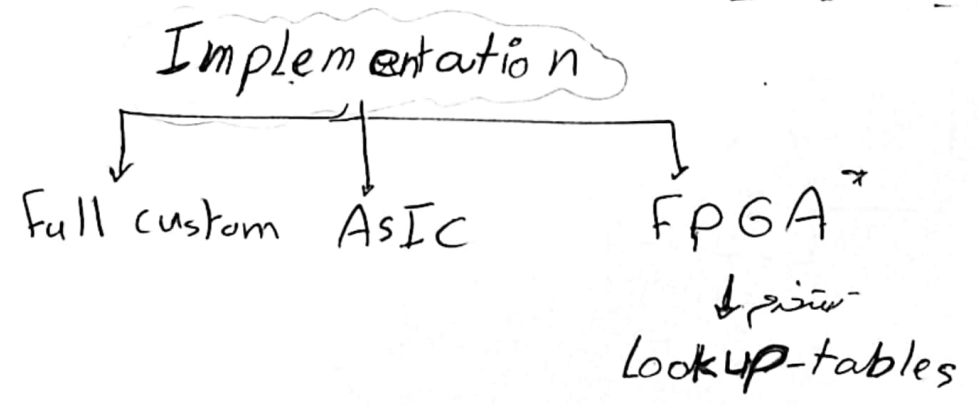 Implementation
Full custom AsIC FPGA*
تستخدم
Lookup-tables